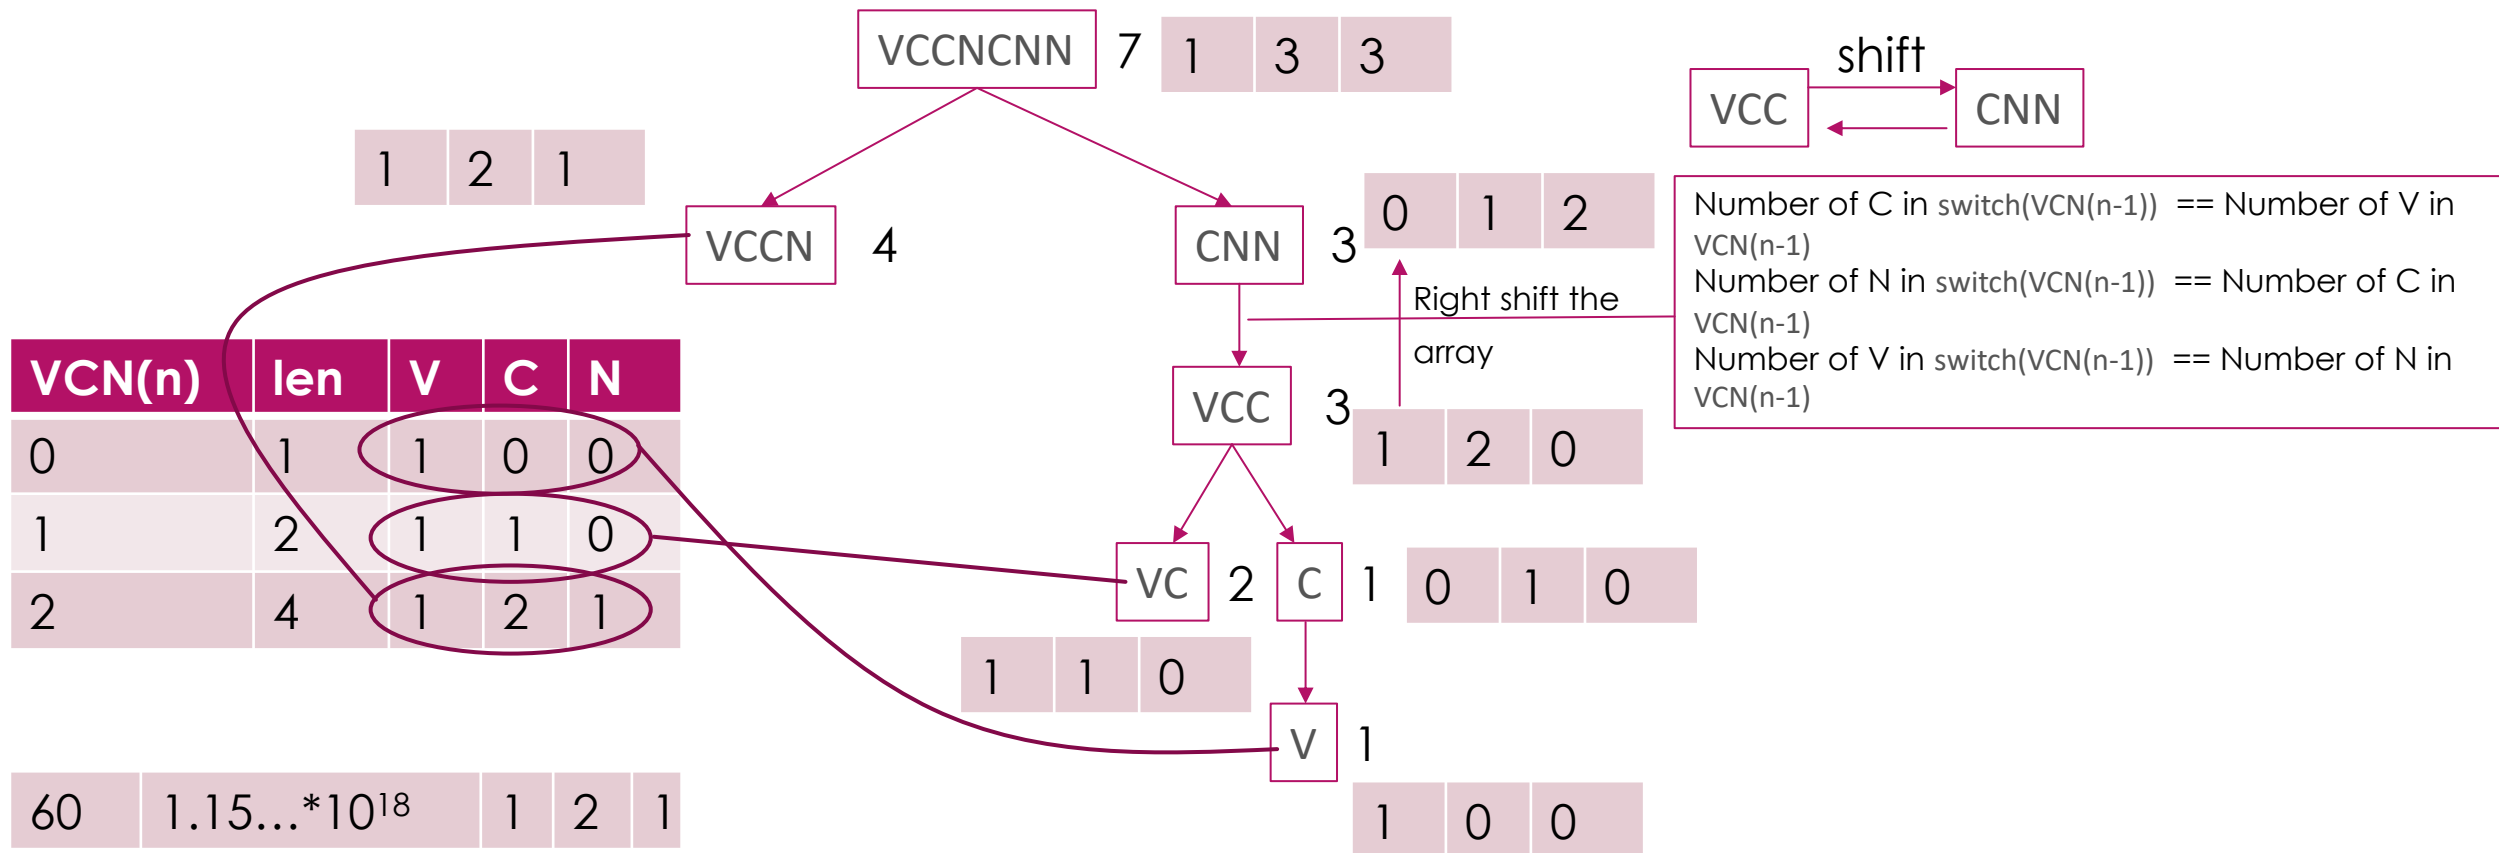 VCCNCNN 7 1 3 3
shift
VCC CNN
1 2 1
0 1 2
VCCN 4
CNN 3
Number of C in switch(VCN(n-1)) == Number of V in
VCN(n-1)
Number of N in switch(VCN(n-1)) == Number of C in
VCN(n-1)
Number of V in switch(VCN(n-1)) == Number of N in
VCN(n-1)
Right shift the
array
VCN(n) len V C N
0 1 1 0 0
1 2 1 1 0
2 4 1 2 1
VCC 3
1 2 0
VC 2 C 1 0 1 0
1 1 0
V 1
1 0 0
60 1.15...*10¹⁸ 1 2 1